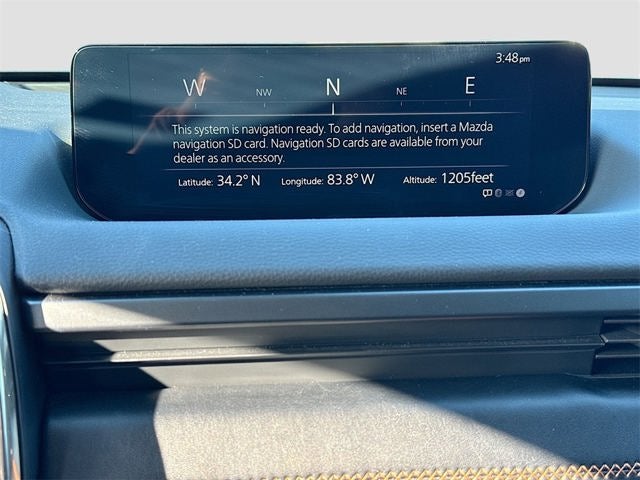 3:48pm
W NW N NE E
This system is navigation ready. To add navigation, insert a Mazda
navigation SD card. Navigation SD cards are available from your
dealer as an accessory.
Latitude: 34.2° N Longitude: 83.8° W Altitude: 1205feet